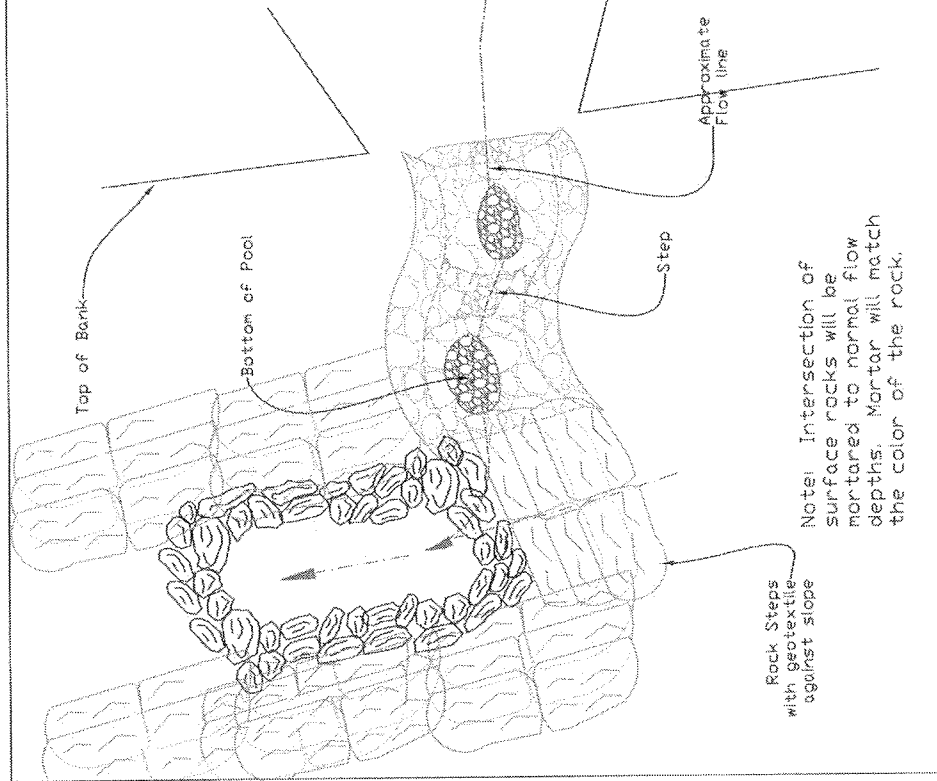 Top of Bank
Bottom of Pool
Approximate
Flow line
Step
Rock Steps
with geotextile
against slope
Note: Intersection of
surface rocks will be
mortared to normal flow
depths. Mortar will match
the color of the rock.